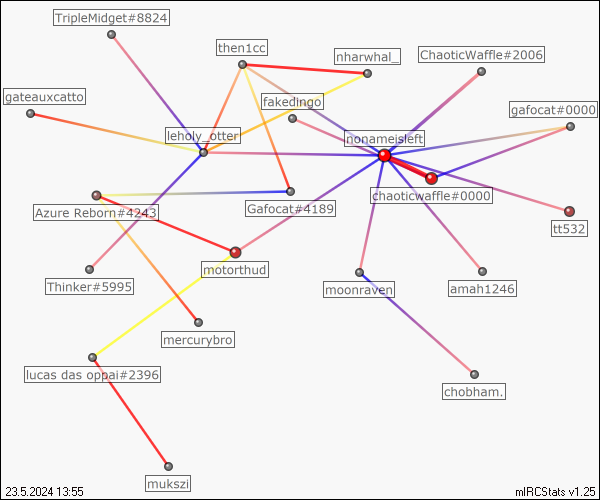 TripleMidget#8824
then1cc
nharwhal_
ChaoticWaffle#2006
gateauxcatto
fakedingo
gafocat#0000
leholy_otter
nonameisleft
chaoticwaffle#0000
Azure Reborn#4243
Gafocat#4189
tt532
motorthud
Thinker#5995
moonraven
amah1246
mercurybro
lucas das oppai#2396
chobham.
mukszi
23.5.2024 13:55
mIRCStats v1.25